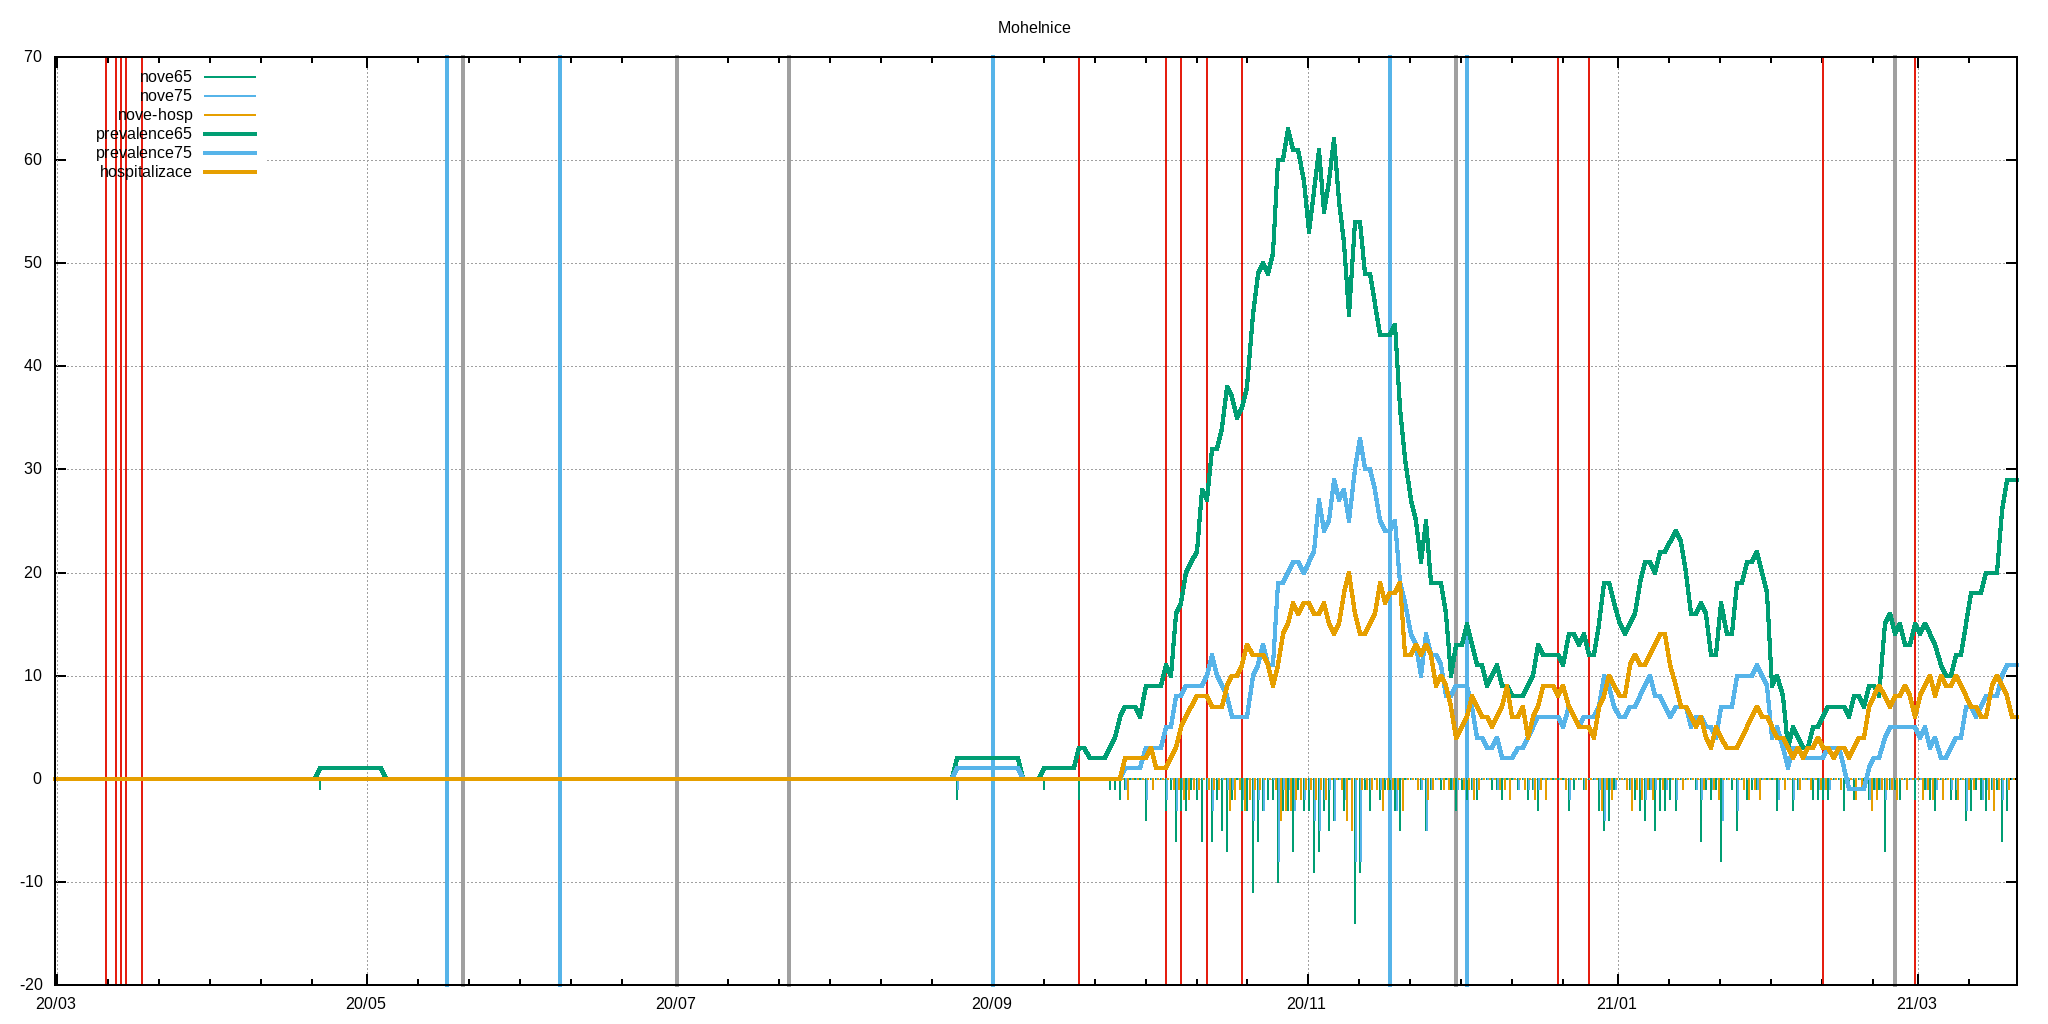 Mohelnice
70
60
50
40
30
20
10
0
-10
-20
nove65
nove75
nove-hosp
prevalence65
prevalence75
hospitalizace
20/03 20/05 20/07 20/09 20/11 21/01 21/03